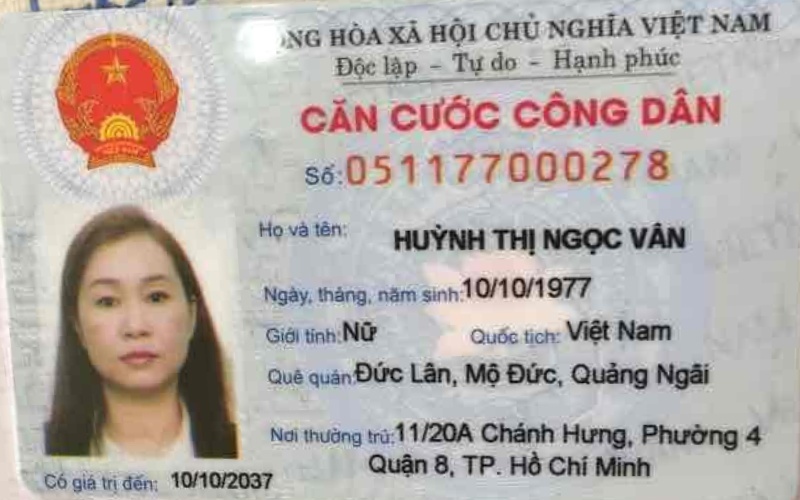 NG HÒA XÃ HỘI CHỦ NGHĨA VIỆT NAM
Độc lập - Tự do - Hạnh phúc
CĂN CƯỚC CÔNG DÂN
Số: 051177000278
Họ và tên: HUỲNH THỊ NGỌC VÂN
Ngày, tháng, năm sinh: 10/10/1977
Giới tính: Nữ Quốc tịch: Việt Nam
Quê quán: Đức Lân, Mộ Đức, Quảng Ngãi
Nơi thường trú: 11/20A Chánh Hưng, Phường 4
Quận 8, TP. Hồ Chí Minh
Có giá trị đến: 10/10/2037